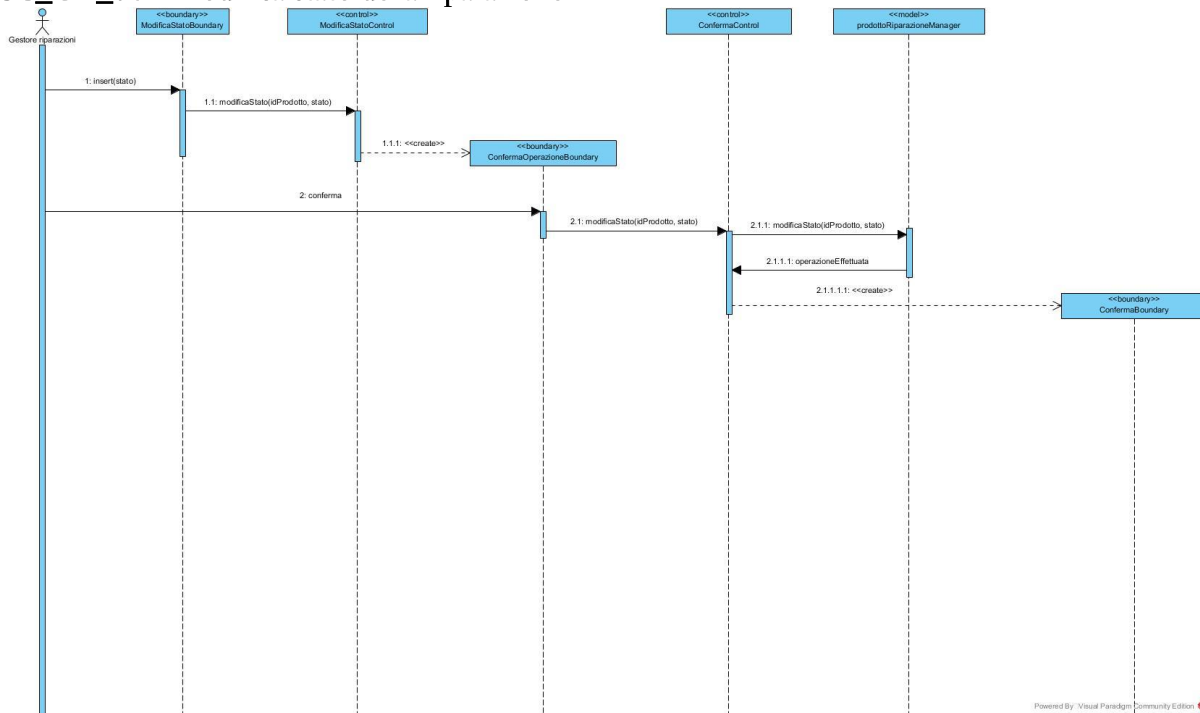 <<boundary>>
ModificaStatoBoundary
<<control>>
ModificaStatoControl
<<control>>
ConfermaControl
<<model>>
prodottoRiparazioneManager
Gestore riparazioni
1: insert(stato)
1.1: modificaStato(idProdotto, stato)
1.1.1: <<create>>
<<boundary>>
ConfermaOperazioneBoundary
2: conferma
2.1: modificaStato(idProdotto, stato)
2.1.1: modificaStato(idProdotto, stato)
2.1.1.1: operazioneEffettuata
2.1.1.1.1: <<create>>
<<boundary>>
ConfermaBoundary
Powered By Visual Paradigm Community Edition